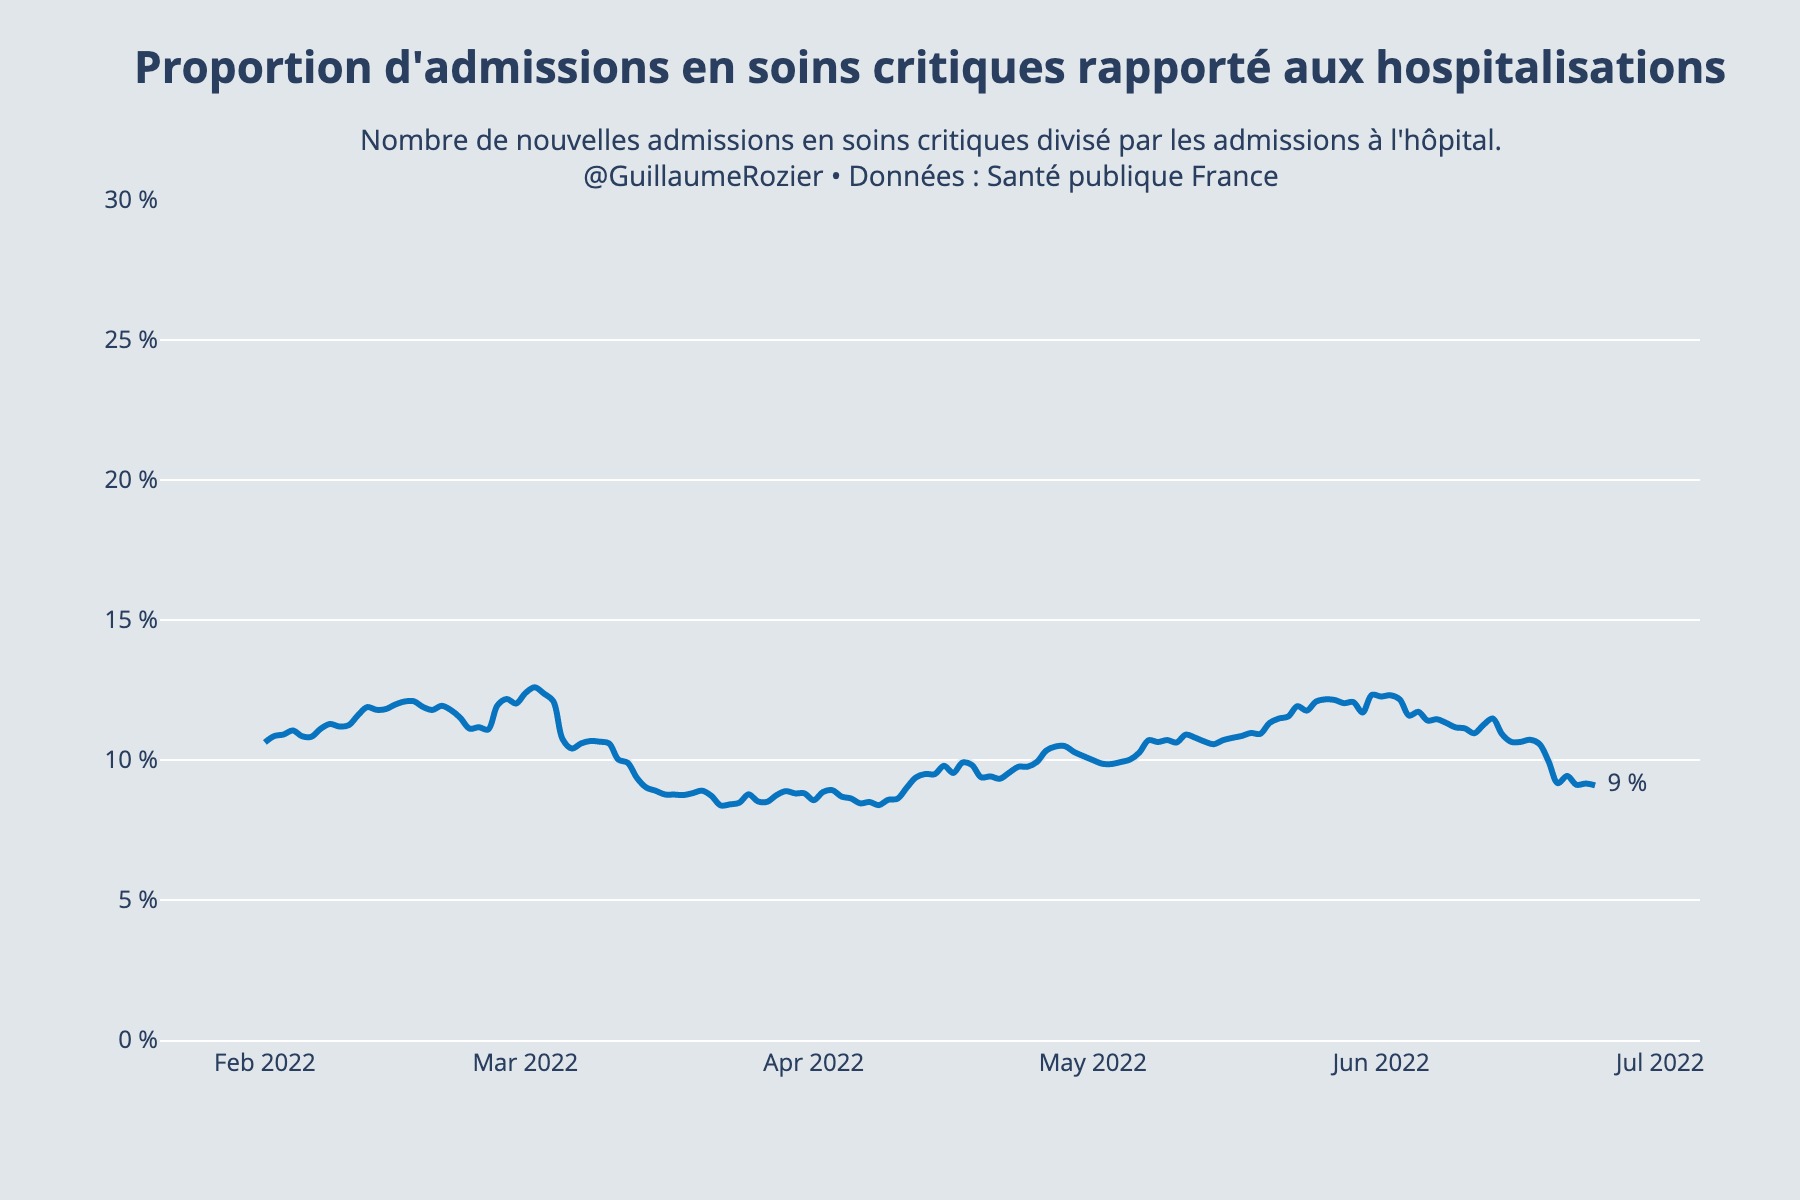 Proportion d'admissions en soins critiques rapporté aux hospitalisations
Nombre de nouvelles admissions en soins critiques divisé par les admissions à l'hôpital.
@GuillaumeRozier • Données : Santé publique France
30 %
25 %
20 %
15 %
10 %
9 %
5 %
0 %
Feb 2022
Mar 2022
Apr 2022
May 2022
Jun 2022
Jul 2022